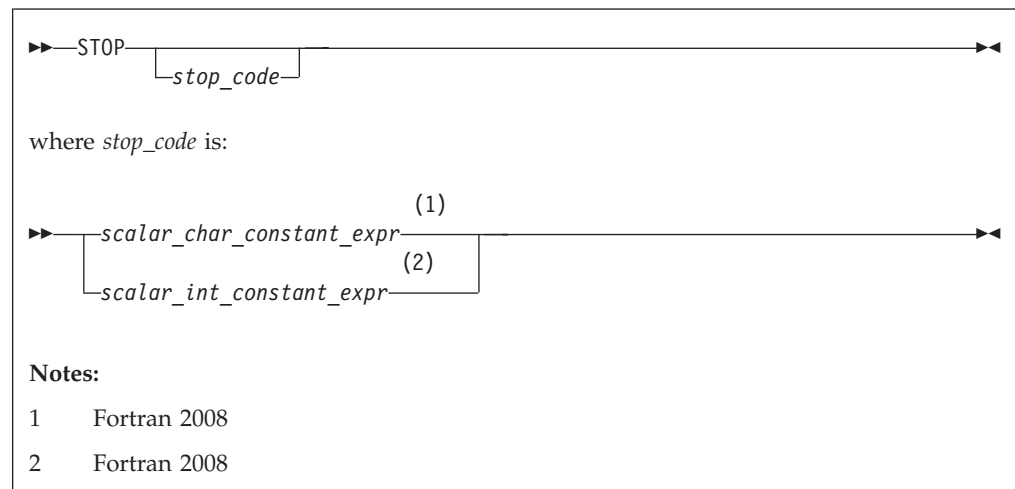 STOP
stop_code
where stop_code is:
(1)
scalar_char_constant_expr
(2)
scalar_int_constant_expr
Notes:
1 Fortran 2008
2 Fortran 2008